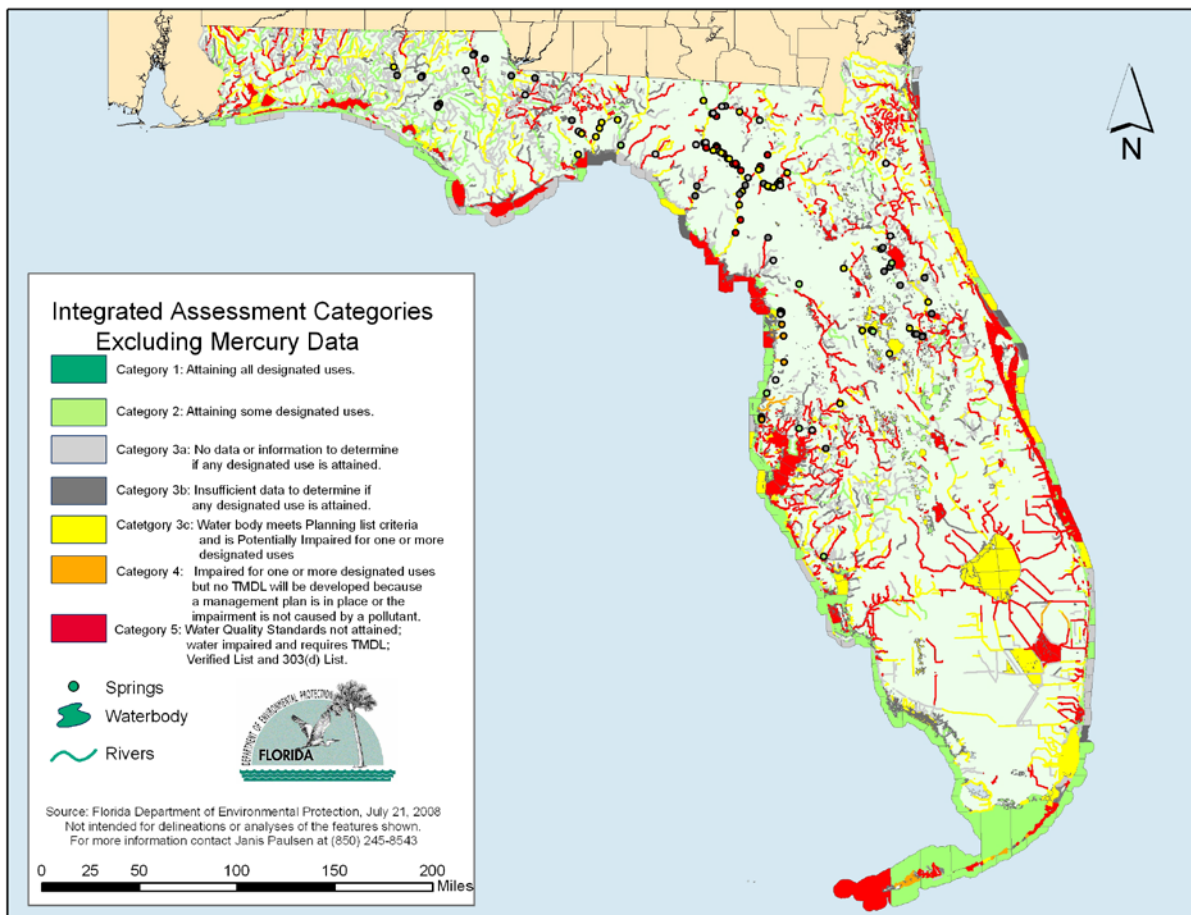 Integrated Assessment Categories
Excluding Mercury Data
Category 1: Attaining all designated uses.
Category 2: Attaining some designated uses.
Category 3a: No data or information to determine
if any designated use is attained.
Category 3b: Insufficient data to determine if
any designated use is attained.
Category 3c: Water body meets Planning list criteria
and is Potentially Impaired for one or more
designated uses
Category 4: Impaired for one or more designated uses
but no TMDL will be developed because
a management plan is in place or the
impairment is not caused by a pollutant.
Category 5: Water Quality Standards not attained;
water impaired and requires TMDL;
Verified List and 303(d) List.
Springs
Waterbody
Rivers
DEPARTMENT OF ENVIRONMENTAL PROTECTION
FLORIDA
Source: Florida Department of Environmental Protection, July 21, 2008
Not intended for delineations or analyses of the features shown.
For more information contact Janis Paulsen at (850) 245-8543
0 25 50 100 150 200
Miles
N